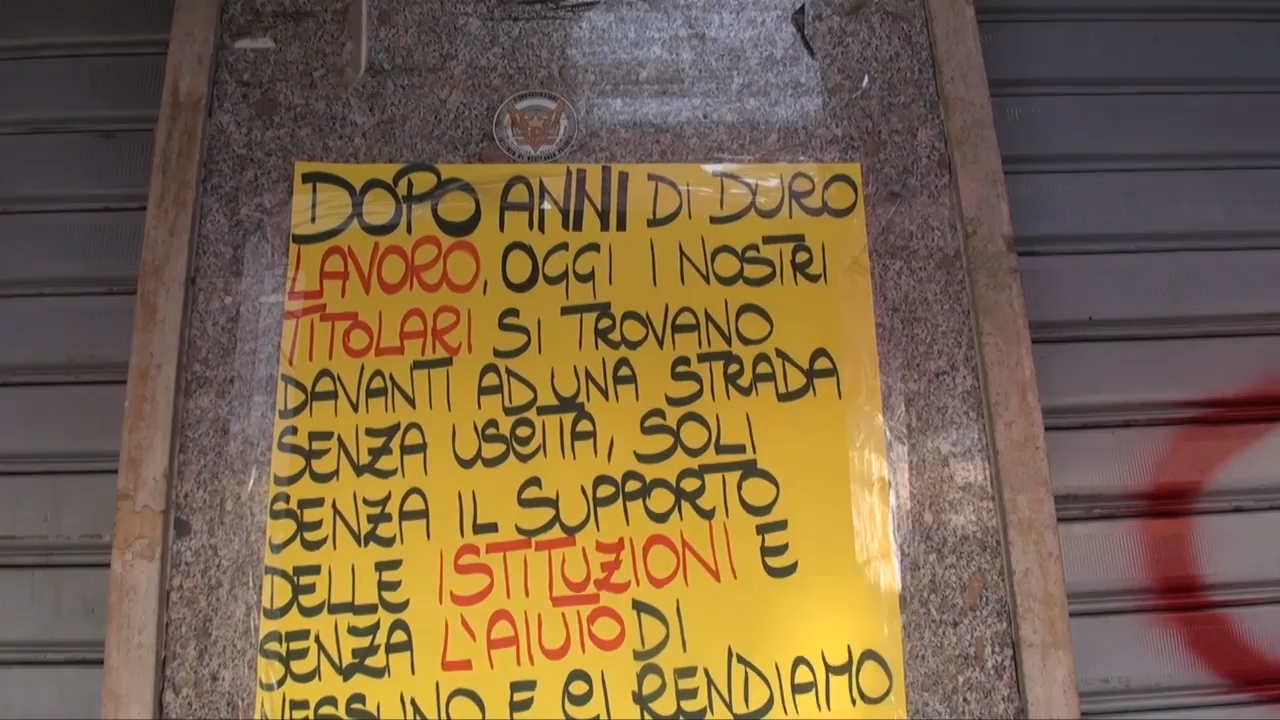 DOPO ANNI DI DURO
LAVORO, OGGI I NOSTRI
TITOLARI SI TROVANO
DAVANTI AD UNA STRADA
SENZA USCITA, SOLI
SENZA IL SUPPORTO
DELLE ISTITUZIONI E
SENZA L'AIUTO DI
NESSUNO E CI RENDIAMO